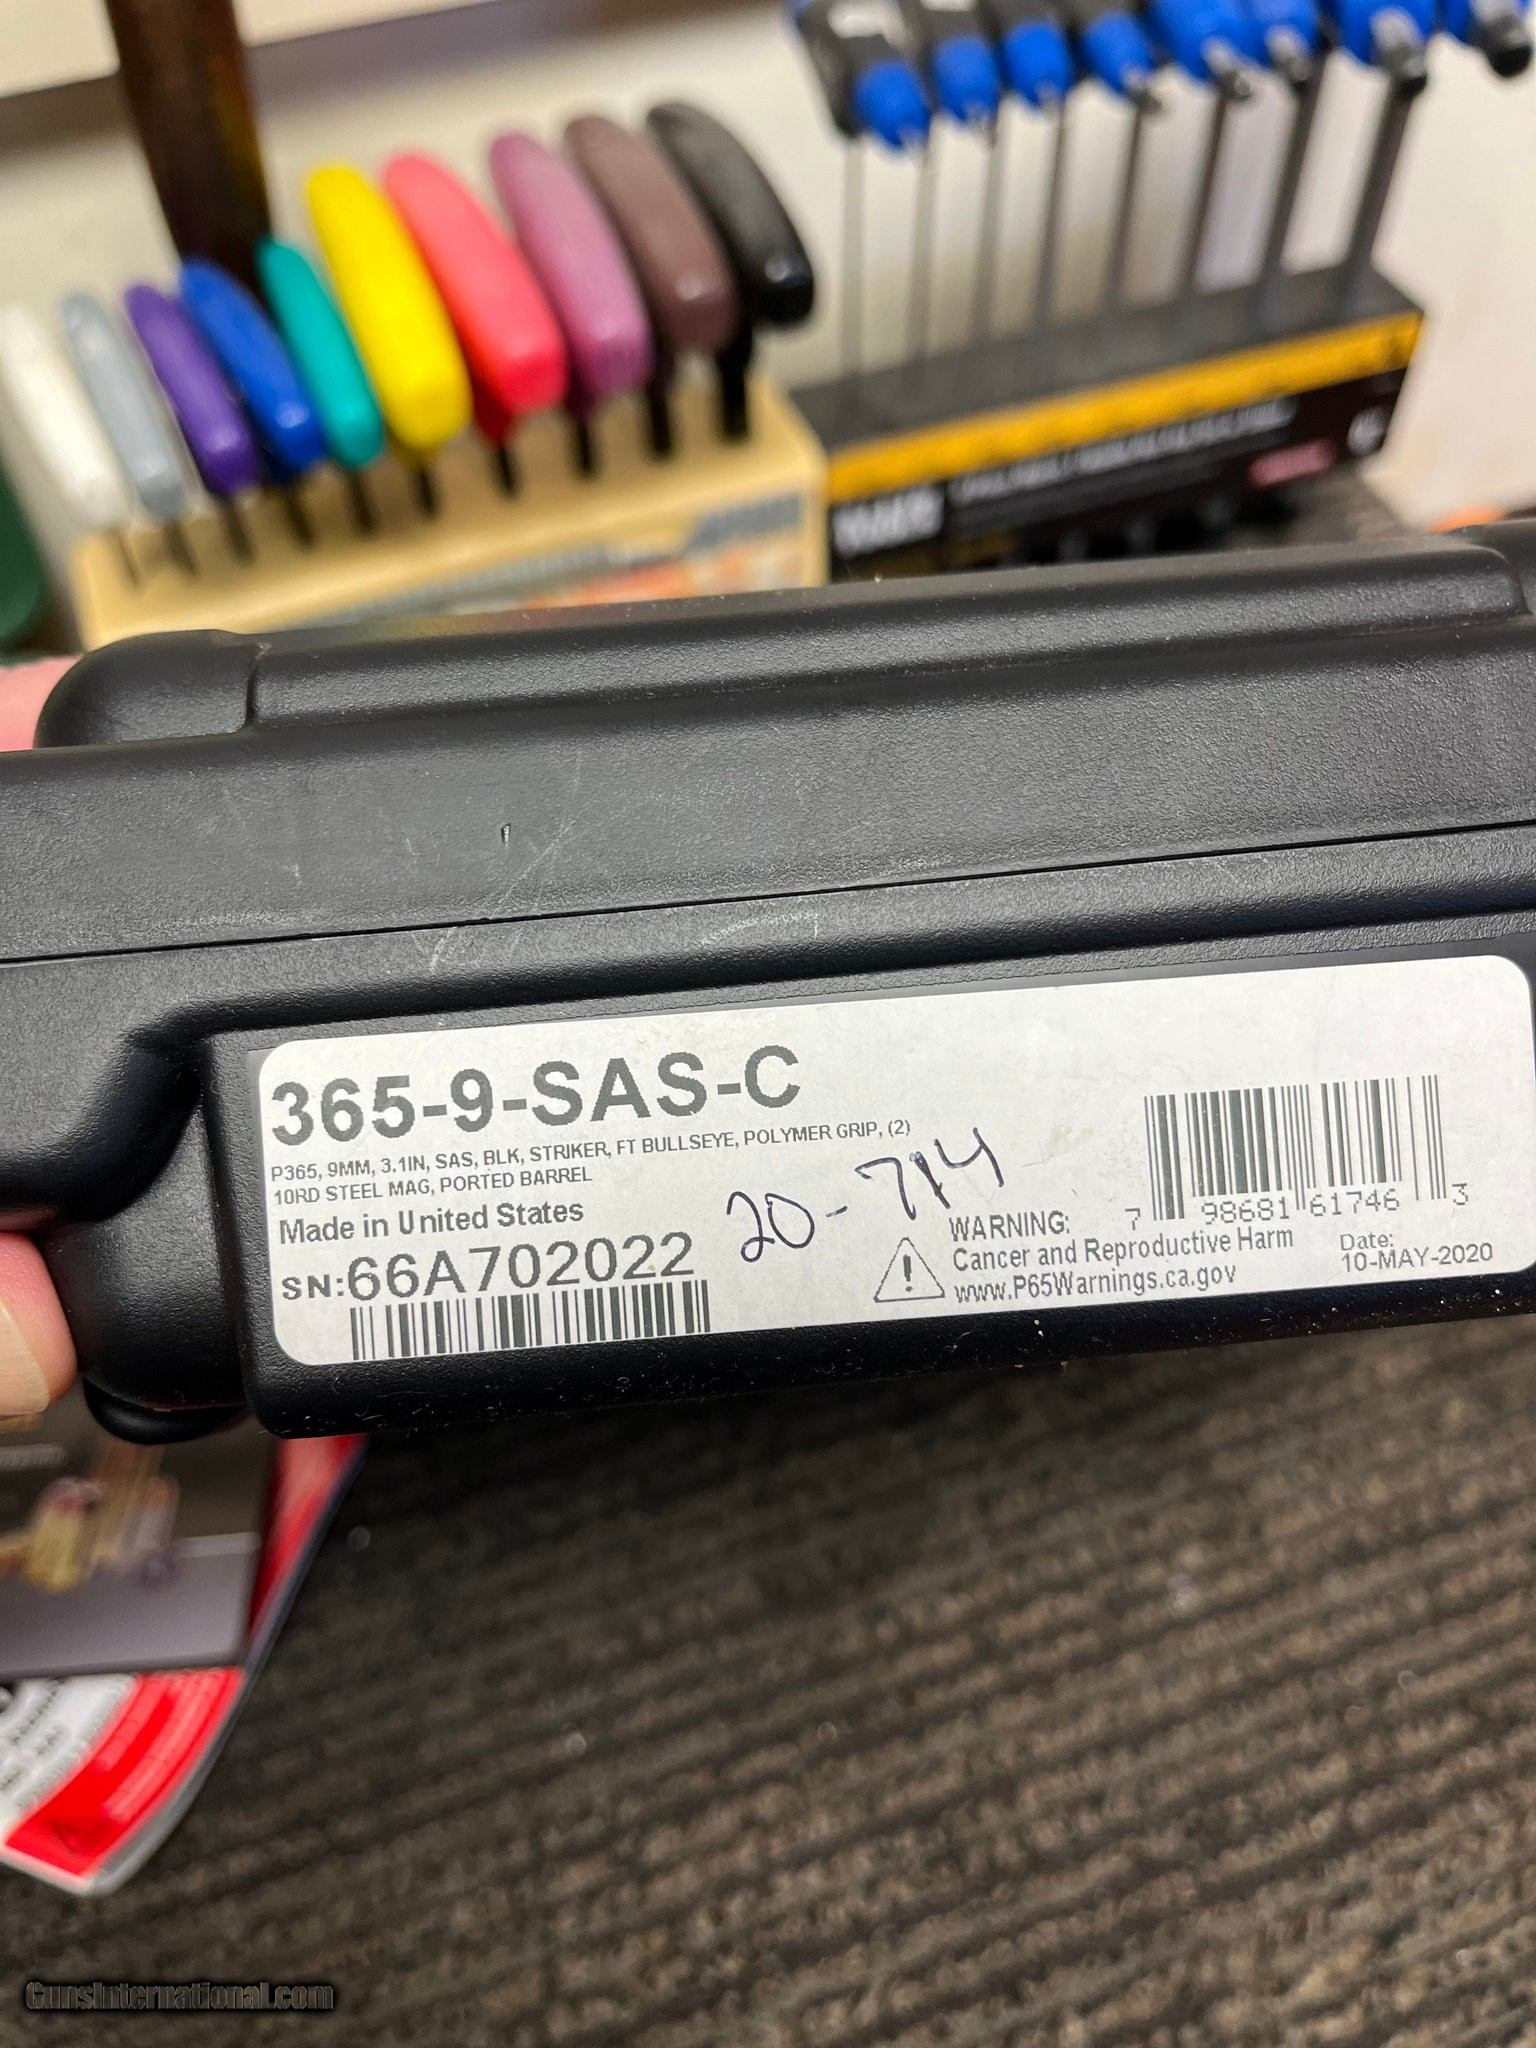 365-9-SAS-C
P365, 9MM, 3.1IN, SAS, BLK, STRIKER, FT BULLSEYE, POLYMER GRIP, (2)
10RD STEEL MAG, PORTED BARREL
Made in United States
SN:66A702022
20-714
WARNING:
Cancer and Reproductive Harm
www.P65Warnings.ca.gov
7 98681 61746 3
Date:
10-MAY-2020
GunsInternational.com